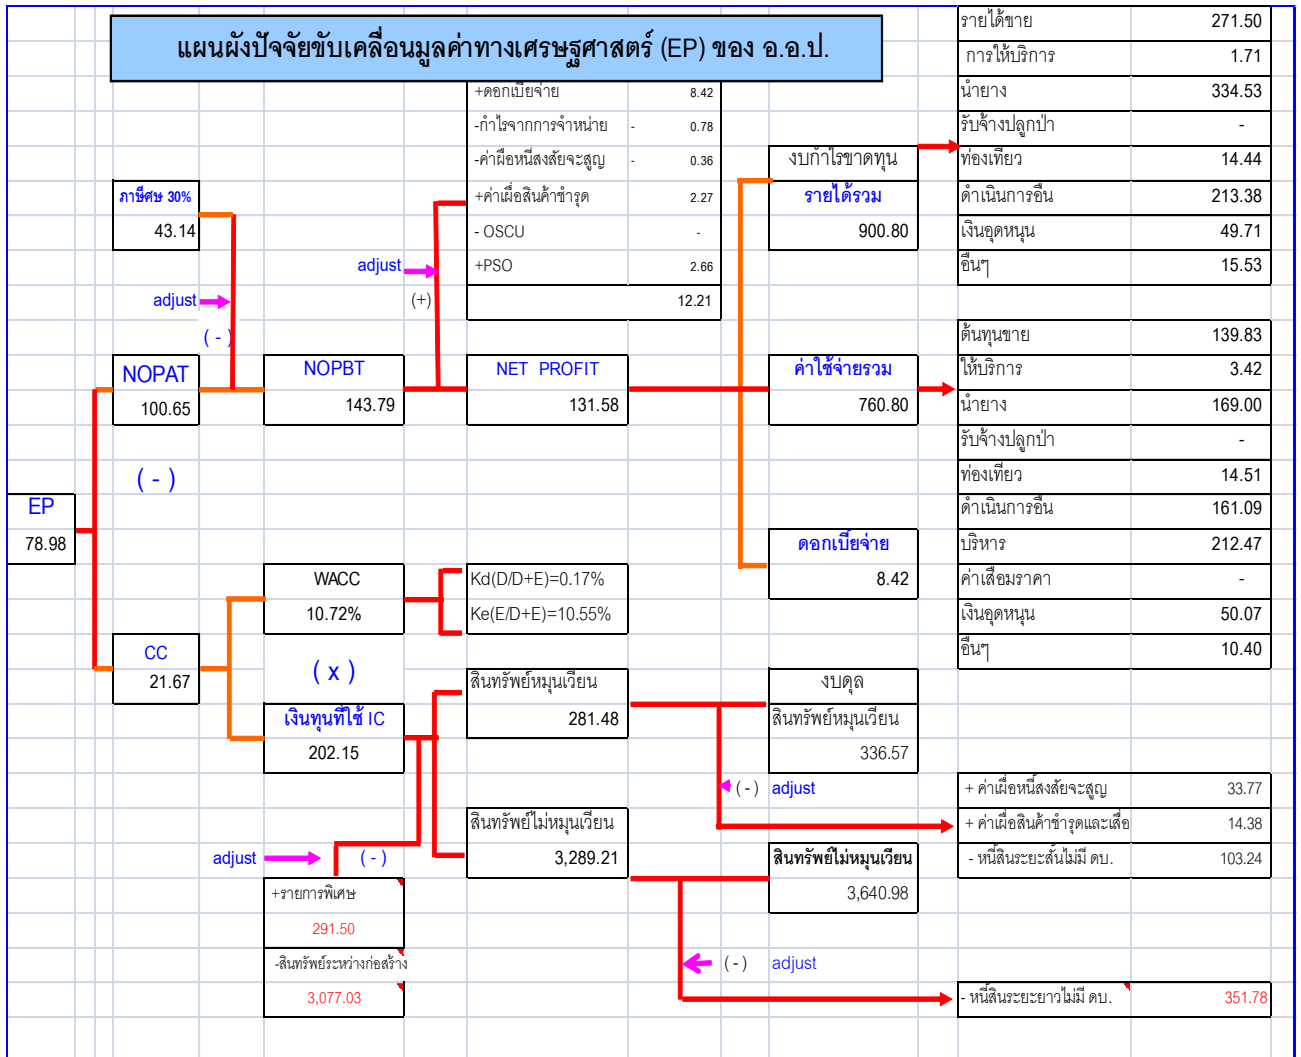 แผนผังปัจจัยขับเคลื่อนมูลค่าทางเศรษฐศาสตร์ (EP) ของ อ.อ.ป.
รายได้ขาย 271.50
การให้บริการ 1.71
น้ำยาง 334.53
รับจ้างปลูกป่า -
ท่องเที่ยว 14.44
ดำเนินการอื่น 213.38
เงินอุดหนุน 49.71
อื่นๆ 15.53
+ดอกเบี้ยจ่าย 8.42
-กำไรจากการจำหน่าย - 0.78
-ค่าเผื่อหนี้สงสัยจะสูญ - 0.36
+ค่าเผื่อสินค้าชำรุด 2.27
- OSCU -
+PSO 2.66
12.21
งบกำไรขาดทุน
รายได้รวม
900.80
ภาษีศษ 30%
43.14
adjust
(+)
adjust
( - )
NOPAT
100.65
NOPBT
143.79
NET PROFIT
131.58
ค่าใช้จ่ายรวม
760.80
ต้นทุนขาย 139.83
ให้บริการ 3.42
น้ำยาง 169.00
รับจ้างปลูกป่า -
ท่องเที่ยว 14.51
ดำเนินการอื่น 161.09
บริหาร 212.47
ค่าเสื่อมราคา -
เงินอุดหนุน 50.07
อื่นๆ 10.40
( - )
EP
78.98
ดอกเบี้ยจ่าย
8.42
WACC
10.72%
Kd(D/D+E)=0.17%
Ke(E/D+E)=10.55%
CC
21.67
( x )
เงินทุนที่ใช้ IC
202.15
สินทรัพย์หมุนเวียน
281.48
งบดุล
สินทรัพย์หมุนเวียน
336.57
( - ) adjust
+ ค่าเผื่อหนี้สงสัยจะสูญ 33.77
+ ค่าเผื่อสินค้าชำรุดและเสื่อ 14.38
- หนี้สินระยะสั้นไม่มี ดบ. 103.24
สินทรัพย์ไม่หมุนเวียน
3,289.21
สินทรัพย์ไม่หมุนเวียน
3,640.98
adjust
( - )
+รายการพิเศษ
291.50
-สินทรัพย์ระหว่างก่อสร้าง
3,077.03
( - ) adjust
- หนี้สินระยะยาวไม่มี ดบ. 351.78